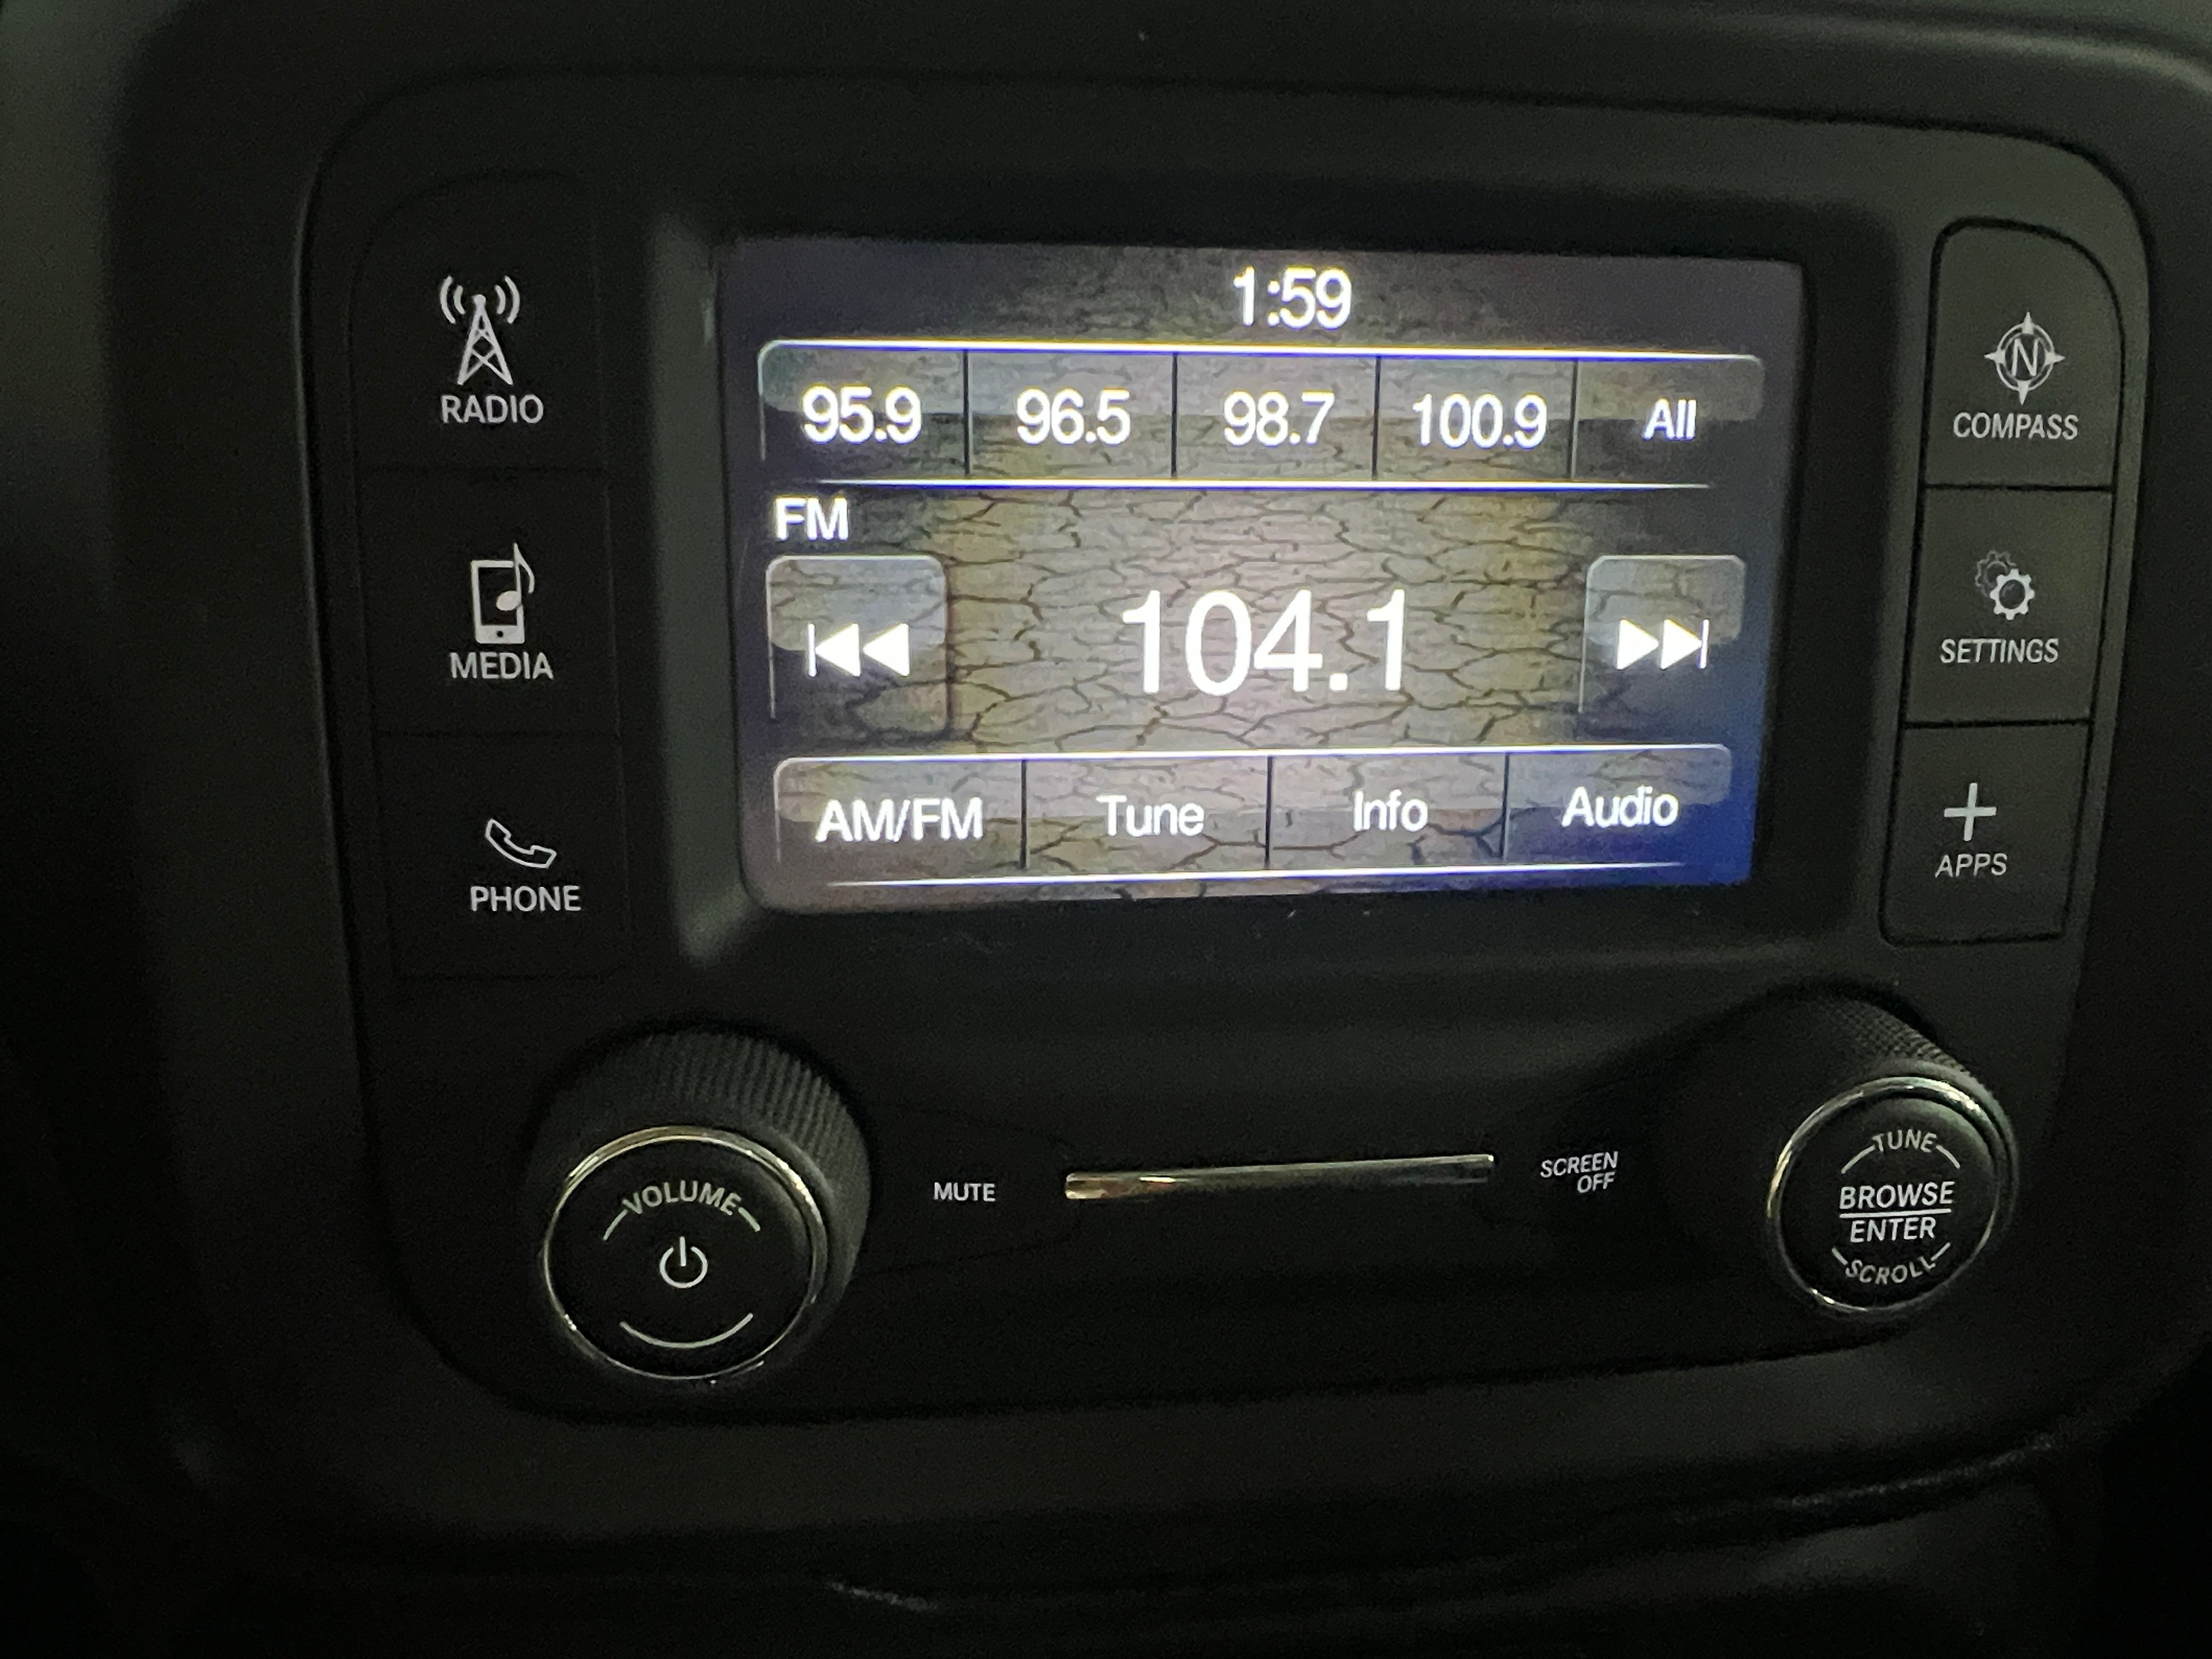 1:59
95.9 96.5 98.7 100.9 All
FM
104.1
AM/FM Tune Info Audio
RADIO
MEDIA
PHONE
N
COMPASS
SETTINGS
APPS
VOLUME
MUTE
SCREEN
OFF
TUNE
BROWSE
ENTER
SCROLL